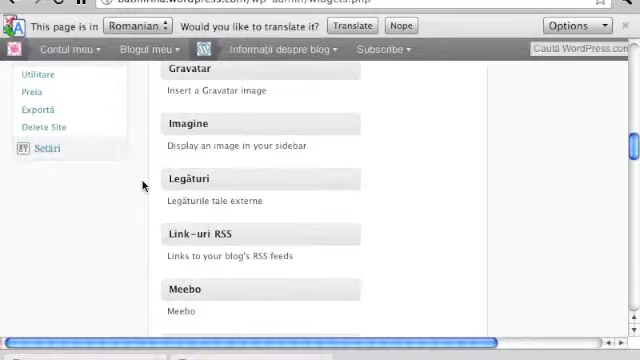 This page is in Romanian Would you like to translate it? Translate Nope Options
Contul meu Blogul meu Informații despre blog Subscribe Caută WordPress.com
Utilitare
Preia
Exportă
Delete Site
Setări
Gravatar
Insert a Gravatar image
Imagine
Display an image in your sidebar
Legături
Legăturile tale externe
Link-uri RSS
Links to your blog's RSS feeds
Meebo
Meebo